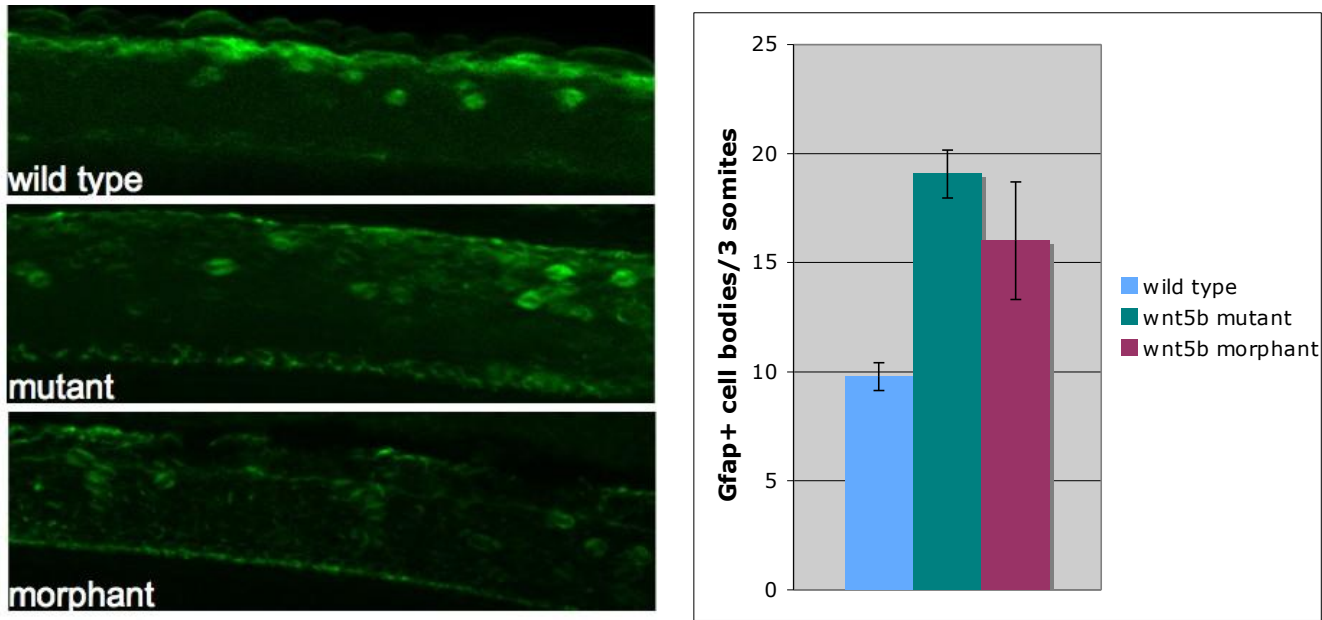 wild type
mutant
morphant
Gfap+ cell bodies/3 somites
25
20
15
10
5
0
wild type
wnt5b mutant
wnt5b morphant